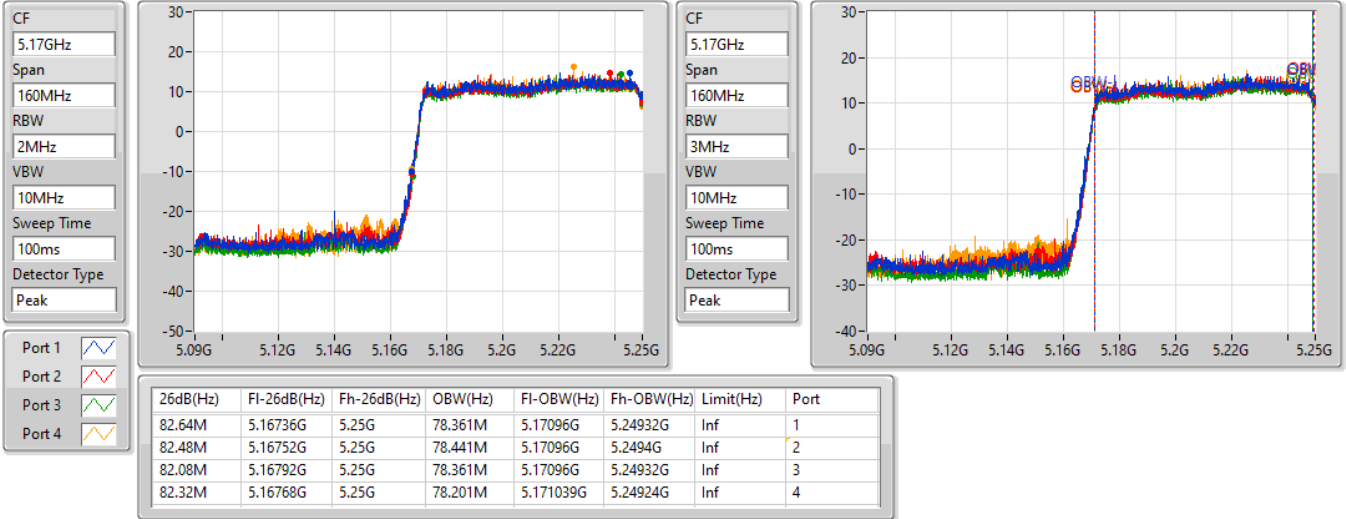 CF
5.17GHz
Span
160MHz
RBW
2MHz
VBW
10MHz
Sweep Time
100ms
Detector Type
Peak
30
20
10
0
-10
-20
-30
-40
-50
5.09G 5.12G 5.14G 5.16G 5.18G 5.2G 5.22G 5.25G
CF
5.17GHz
Span
160MHz
RBW
3MHz
VBW
10MHz
Sweep Time
100ms
Detector Type
Peak
30
20
10
0
-10
-20
-30
-40
OBW
OBW
5.09G 5.12G 5.14G 5.16G 5.18G 5.2G 5.22G 5.25G
Port 1
Port 2
Port 3
Port 4
26dB(Hz) Fl-26dB(Hz) Fh-26dB(Hz) OBW(Hz) Fl-OBW(Hz) Fh-OBW(Hz) Limit(Hz) Port
82.64M 5.16736G 5.25G 78.361M 5.17096G 5.24932G Inf 1
82.48M 5.16752G 5.25G 78.441M 5.17096G 5.2494G Inf 2
82.08M 5.16792G 5.25G 78.361M 5.17096G 5.24932G Inf 3
82.32M 5.16768G 5.25G 78.201M 5.171039G 5.24924G Inf 4